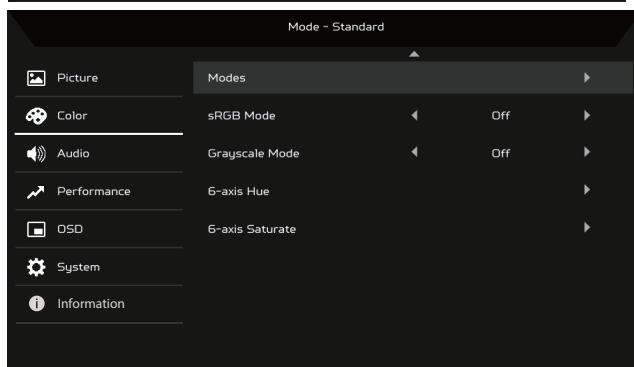 Mode - Standard
Picture
Modes
Color
sRGB Mode
Off
Audio
Grayscale Mode
Off
Performance
6-axis Hue
OSD
6-axis Saturate
System
Information